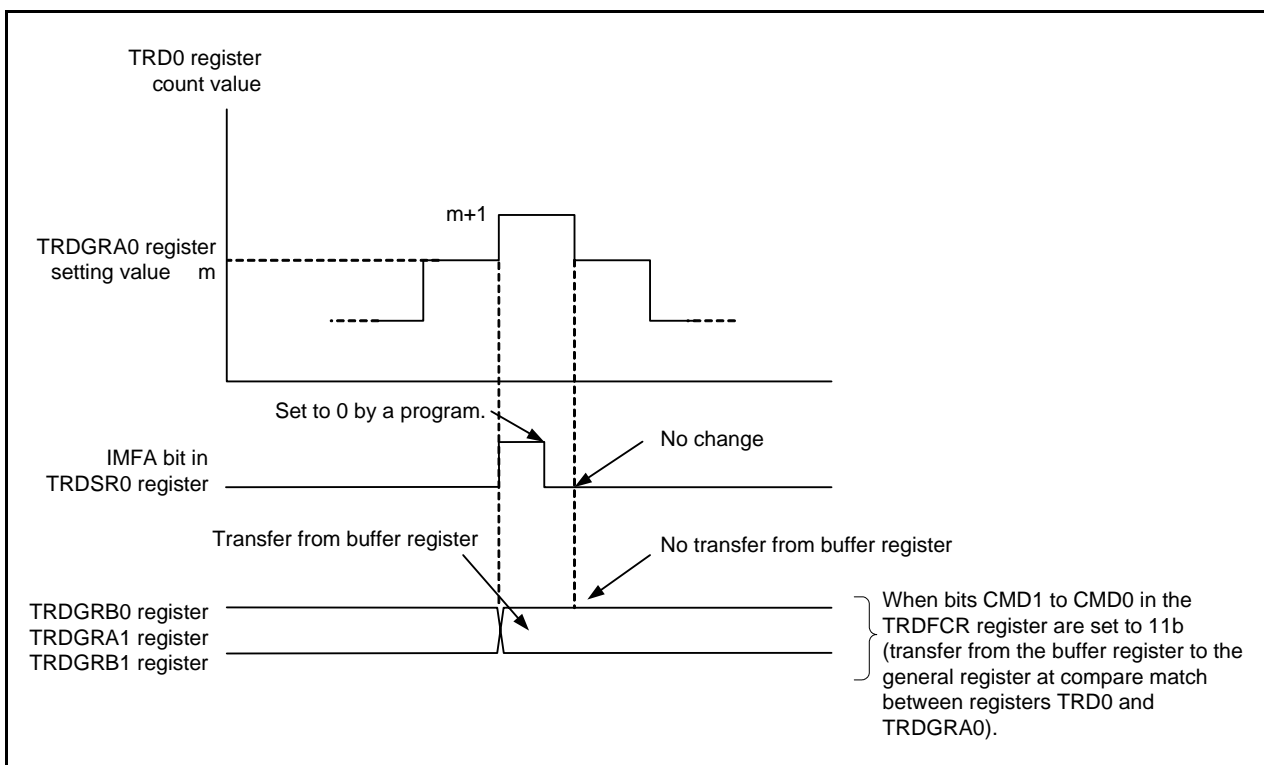 TRD0 register
count value
m+1
TRDGRA0 register
setting value m
Set to 0 by a program.
No change
IMFA bit in
TRDSR0 register
Transfer from buffer register
No transfer from buffer register
TRDGRB0 register
TRDGRA1 register
TRDGRB1 register
When bits CMD1 to CMD0 in the
TRDFCR register are set to 11b
(transfer from the buffer register to the
general register at compare match
between registers TRD0 and
TRDGRA0).